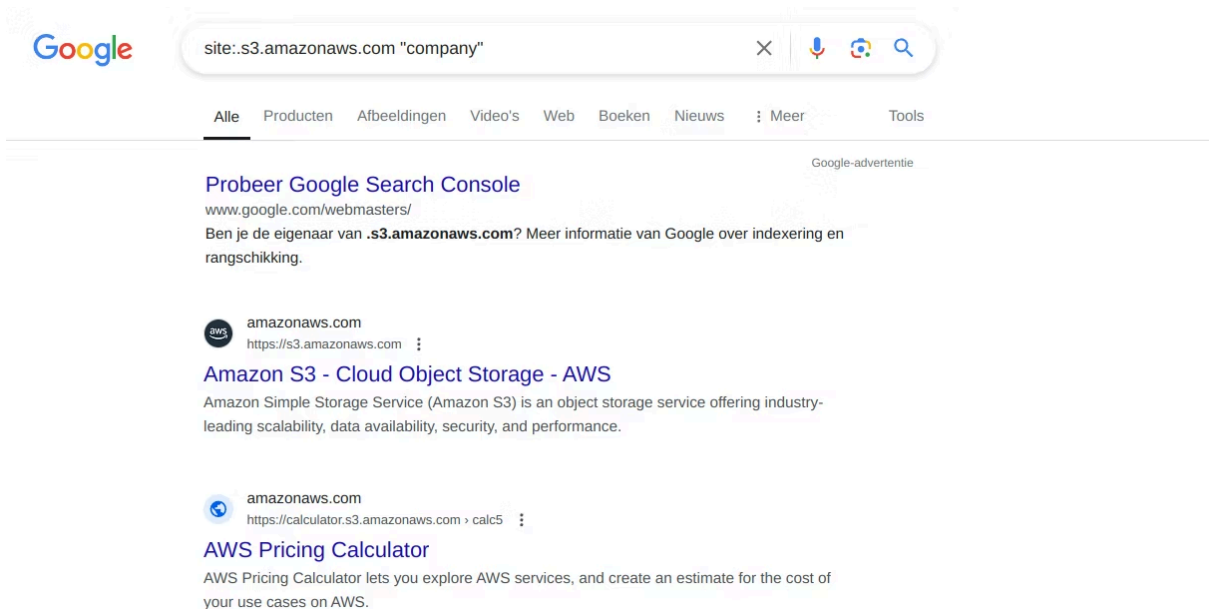 Google
site:.s3.amazonaws.com "company"
Alle Producten Afbeeldingen Video's Web Boeken Nieuws Meer Tools
Google-advertentie
Probeer Google Search Console
www.google.com/webmasters/
Ben je de eigenaar van .s3.amazonaws.com? Meer informatie van Google over indexering en
rangschikking.
aws
amazonaws.com
https://s3.amazonaws.com
Amazon S3 - Cloud Object Storage - AWS
Amazon Simple Storage Service (Amazon S3) is an object storage service offering industry-
leading scalability, data availability, security, and performance.
amazonaws.com
https://calculator.s3.amazonaws.com › calc5
AWS Pricing Calculator
AWS Pricing Calculator lets you explore AWS services, and create an estimate for the cost of
your use cases on AWS.